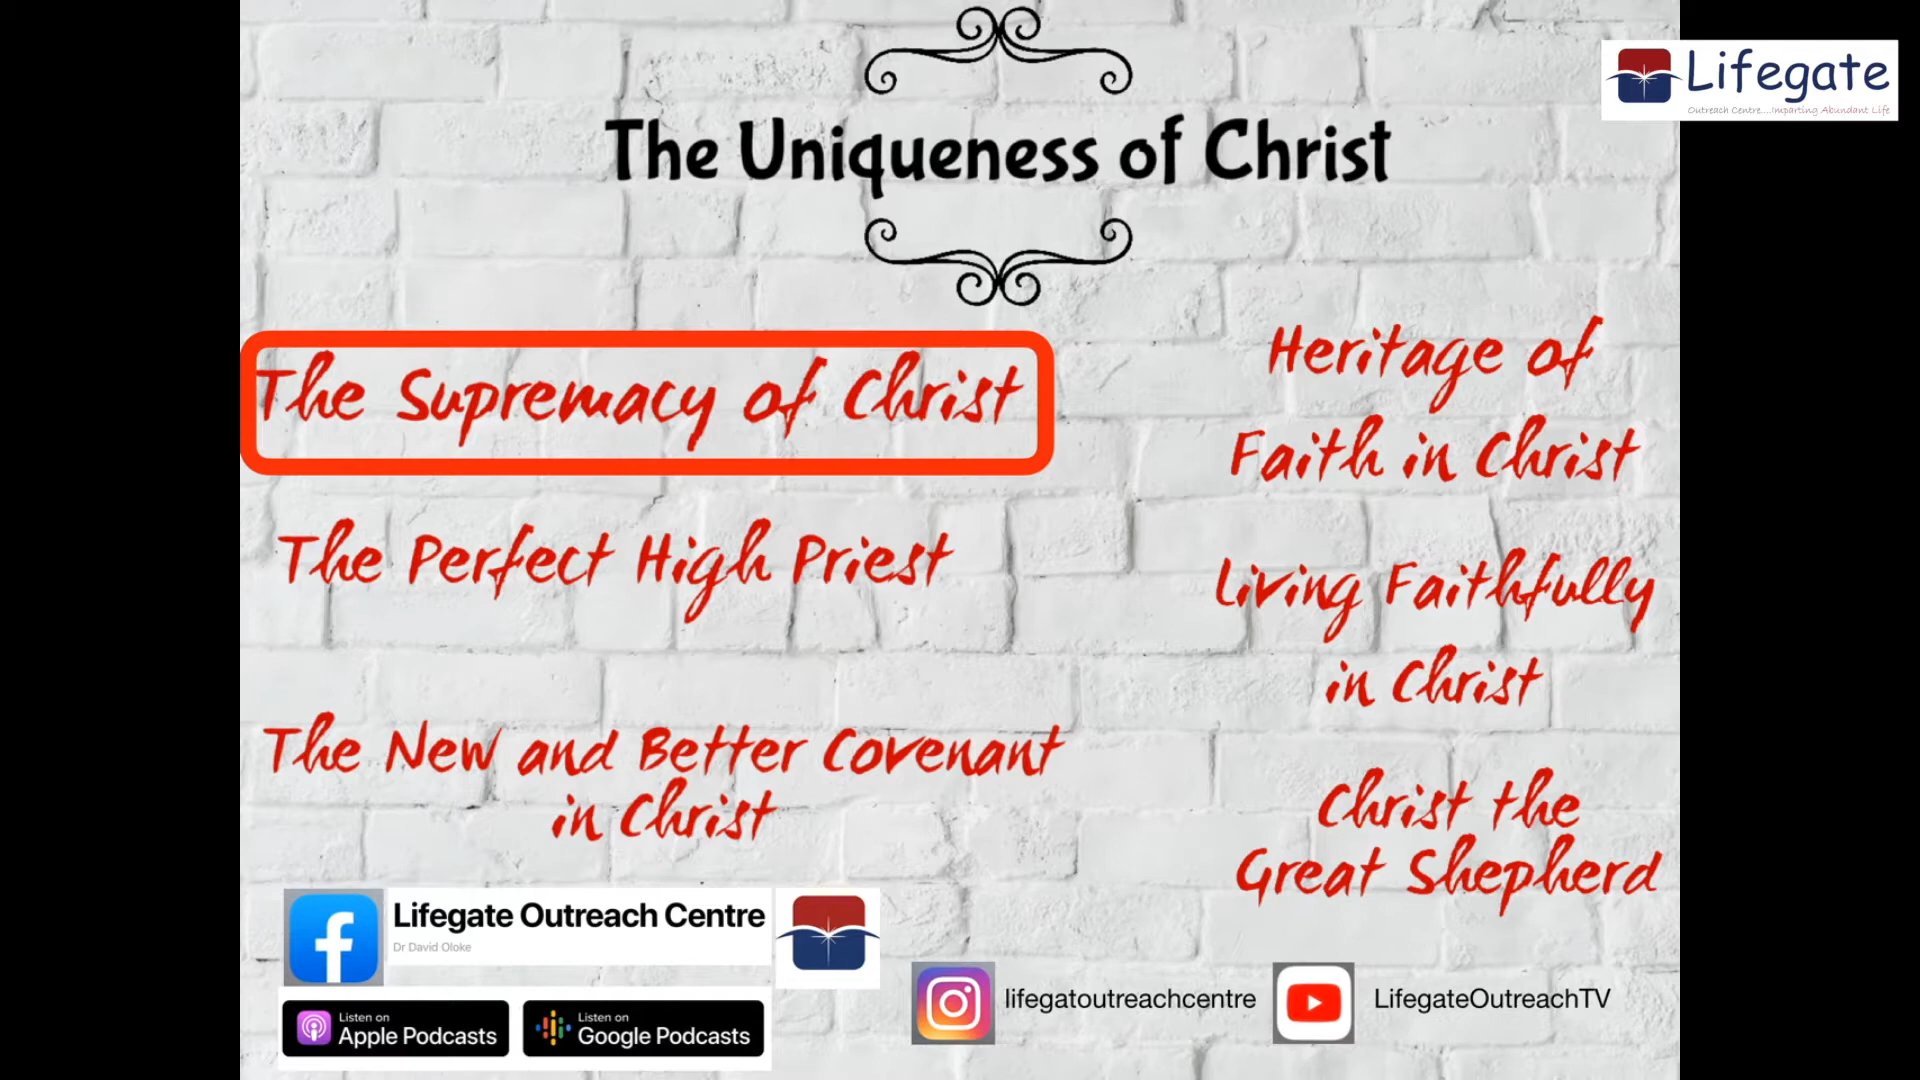 Lifegate
Outreach Centre....Imparting Abundant Life
The Uniqueness of Christ
The Supremacy of Christ
The Perfect High Priest
The New and Better Covenant
in Christ
Heritage of
Faith in Christ
Living Faithfully
in Christ
Christ the
Great Shepherd
Lifegate Outreach Centre
Dr David Oloke
Listen on
Apple Podcasts
Listen on
Google Podcasts
lifegatoutreachcentre
LifegateOutreachTV